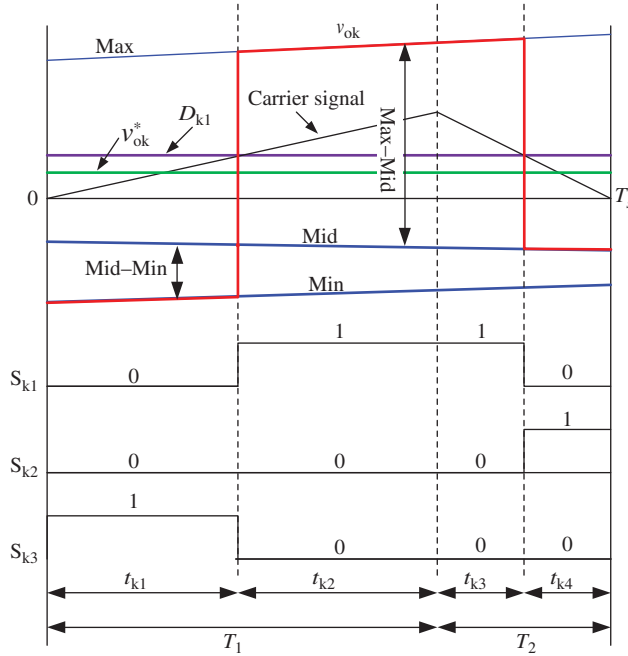 Max
v_ok
Carrier signal
D_k1
v*_ok
Max–Mid
0
Mid
Mid–Min
Min
1 1
S_k1 0 0
1
S_k2 0 0 0
1
S_k3 0 0 0
t_k1 t_k2 t_k3 t_k4
T_1 T_2